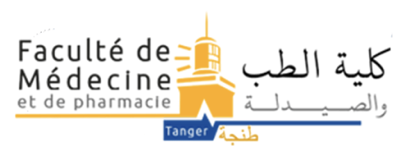 Faculté de
Médecine
et de pharmacie
كلية الطب
والصيدلة
Tanger
طنجة